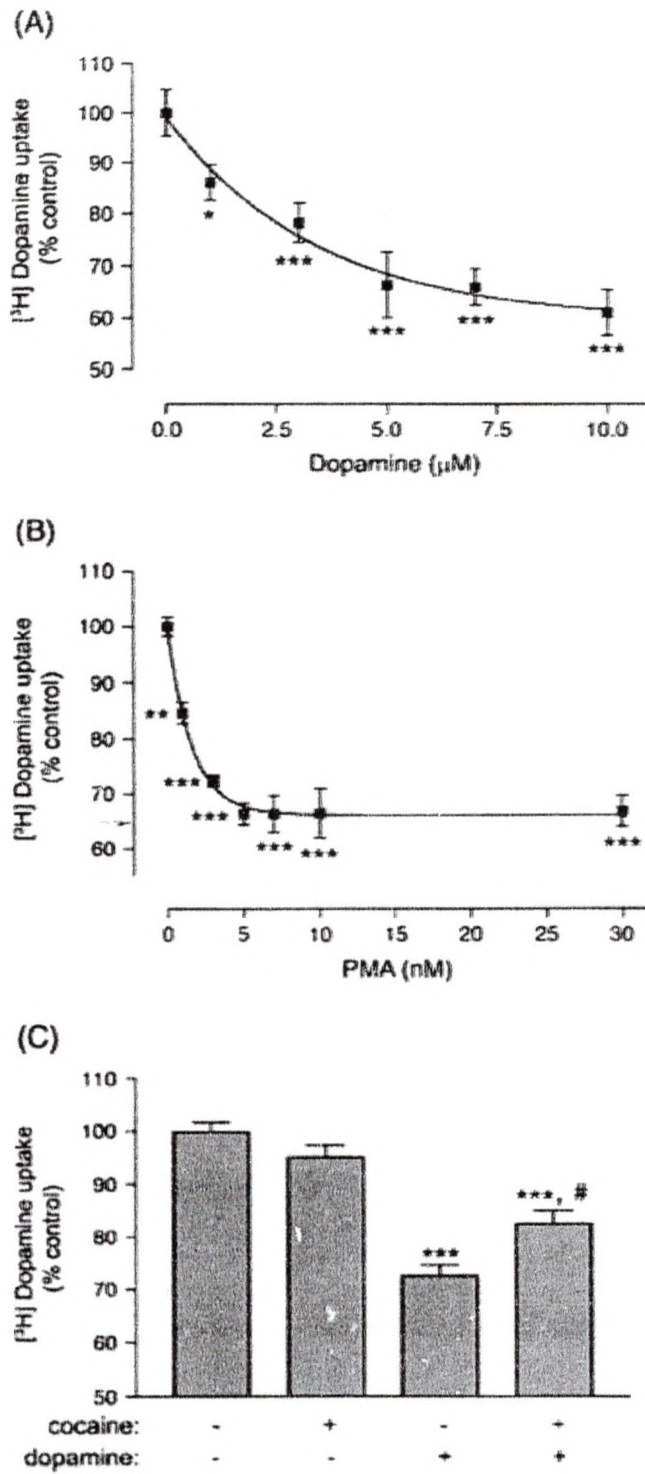 (A)
[³H] Dopamine uptake
(% control)
110
100
90
80
70
60
50
*
***
***
***
***
0.0 2.5 5.0 7.5 10.0
Dopamine (µM)
(B)
[³H] Dopamine uptake
(% control)
110
100
90
80
70
60
**
***
***
***
***
***
0 5 10 15 20 25 30
PMA (nM)
(C)
[³H] Dopamine uptake
(% control)
110
100
90
80
70
60
50
***
***, #
cocaine: - + - +
dopamine: - - + +